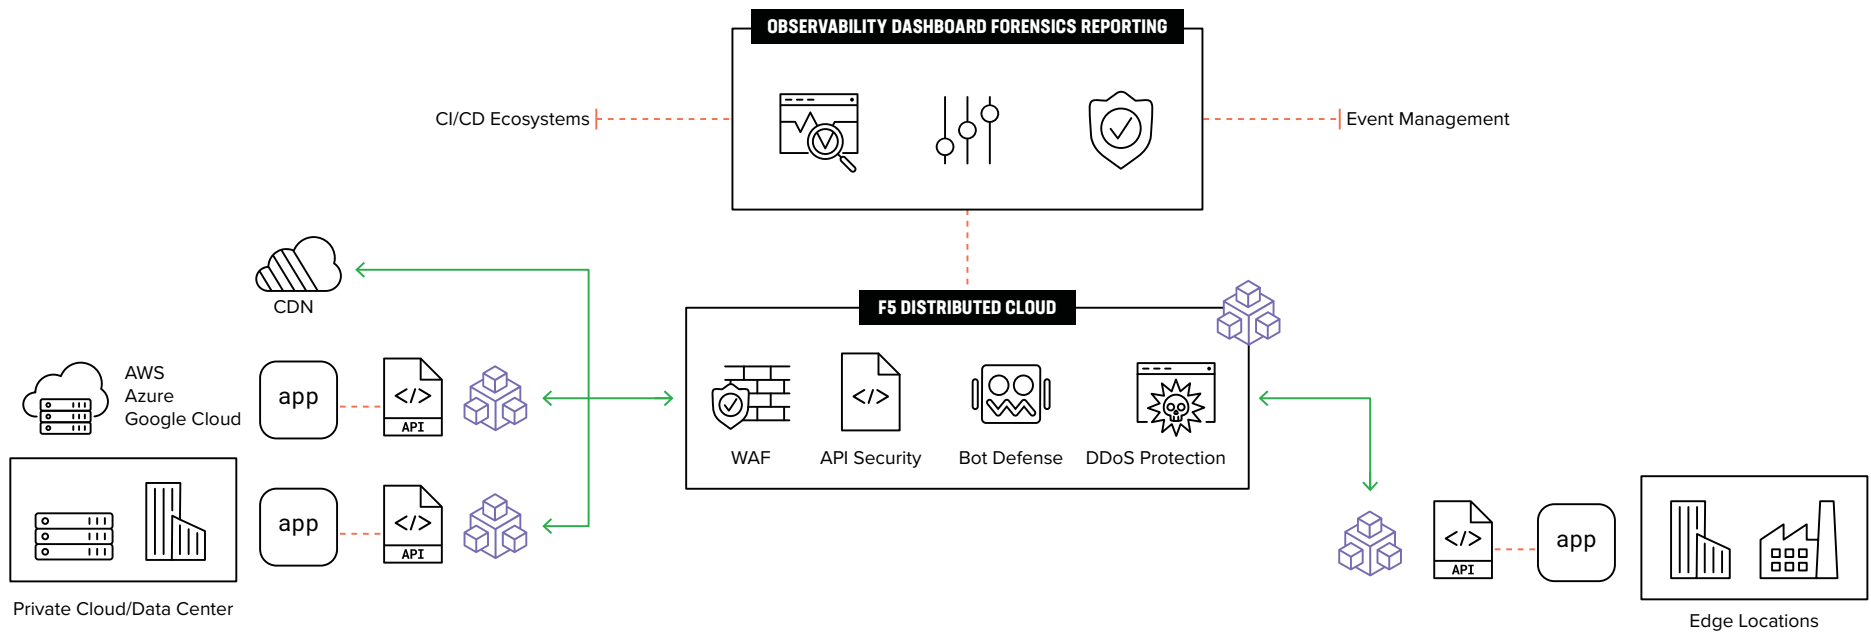 OBSERVABILITY DASHBOARD FORENSICS REPORTING
CI/CD Ecosystems
Event Management
CDN
F5 DISTRIBUTED CLOUD
AWS
Azure
Google Cloud
app
</>
API
</>
WAF
API Security
Bot Defense
DDoS Protection
app
</>
API
Private Cloud/Data Center
</>
API
app
Edge Locations